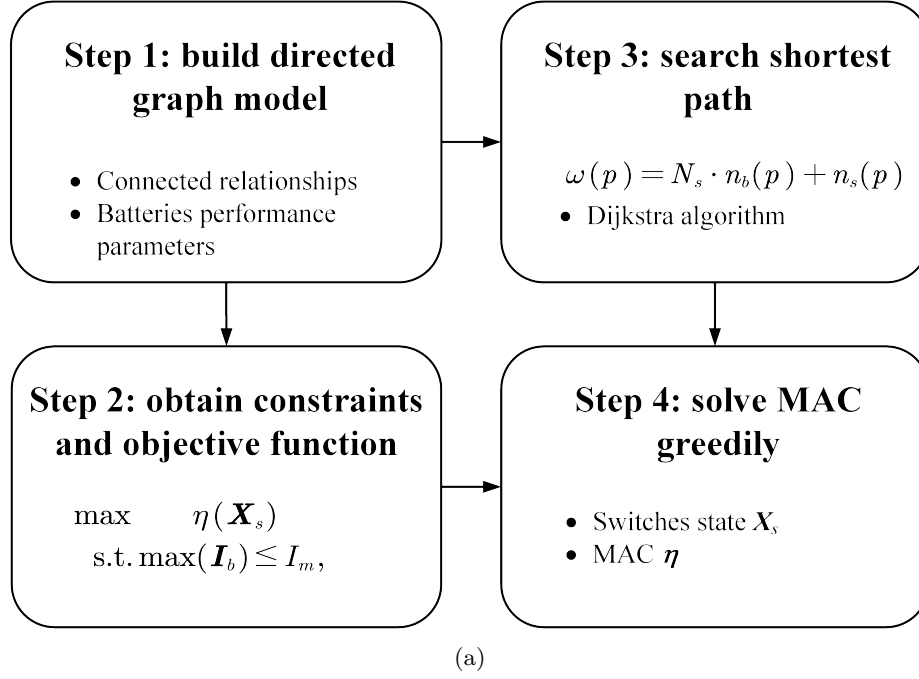 Step 1: build directed
graph model
• Connected relationships
• Batteries performance
parameters
Step 3: search shortest
path
ω(p) = N_s · n_b(p) + n_s(p)
• Dijkstra algorithm
Step 2: obtain constraints
and objective function
max η(X_s)
s.t. max(I_b) ≤ I_m,
Step 4: solve MAC
greedily
• Switches state X_s
• MAC η
(a)